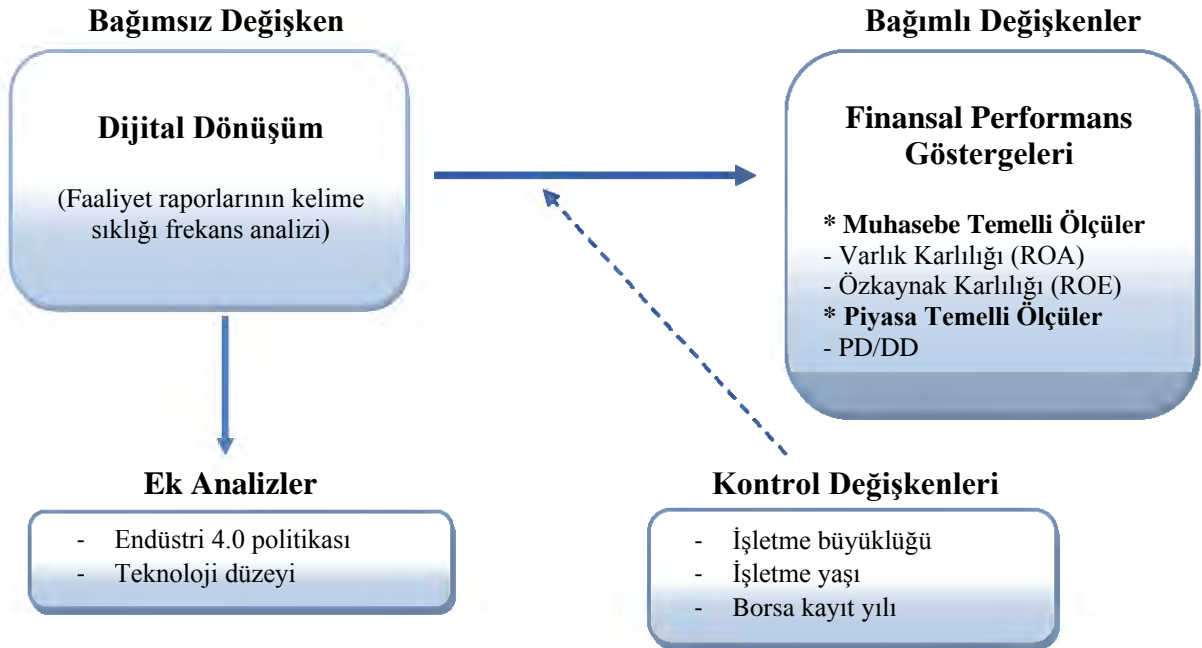 Bağımsız Değişken
Dijital Dönüşüm
(Faaliyet raporlarının kelime
sıklığı frekans analizi)
Bağımlı Değişkenler
Finansal Performans
Göstergeleri
* Muhasebe Temelli Ölçüler
- Varlık Karlılığı (ROA)
- Özkaynak Karlılığı (ROE)
* Piyasa Temelli Ölçüler
- PD/DD
Ek Analizler
- Endüstri 4.0 politikası
- Teknoloji düzeyi
Kontrol Değişkenleri
- İşletme büyüklüğü
- İşletme yaşı
- Borsa kayıt yılı